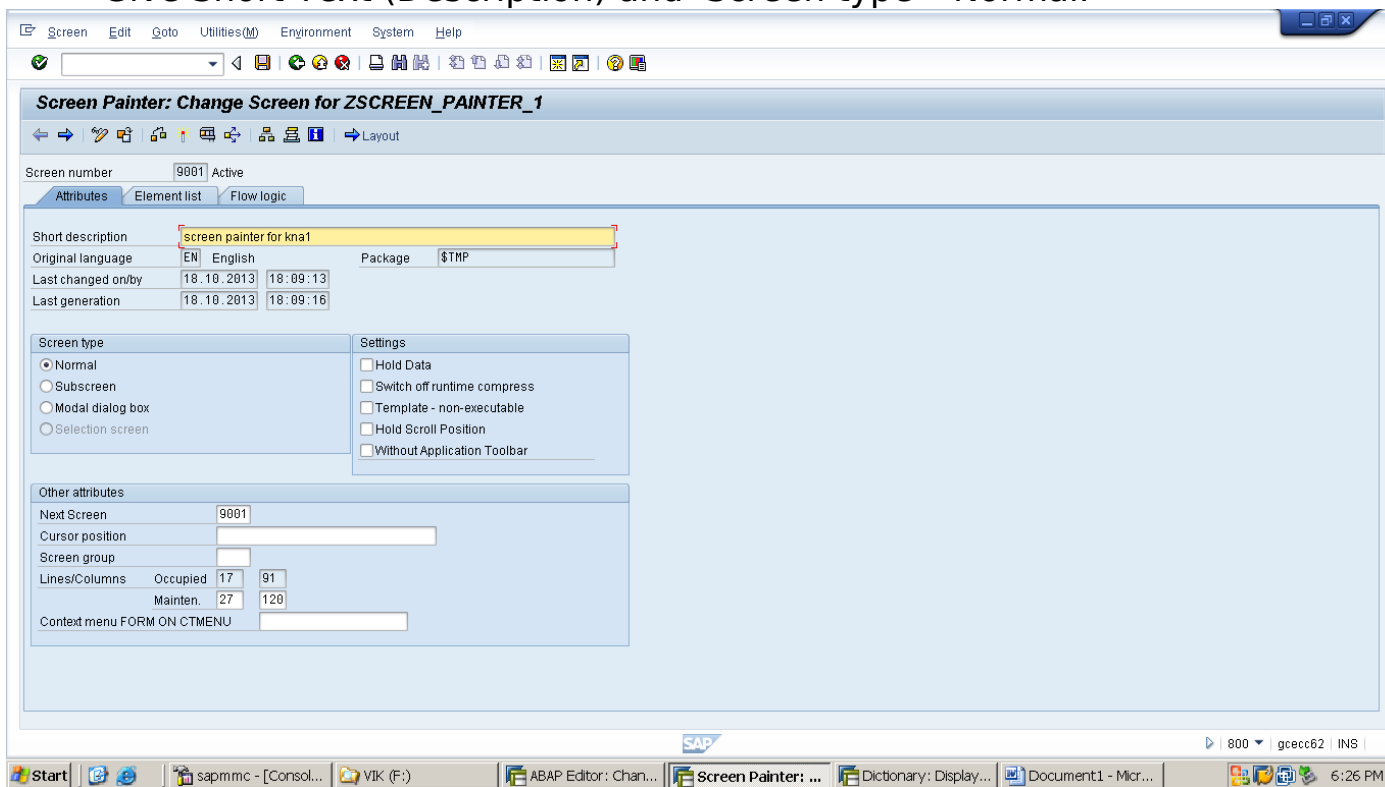 Screen Edit Goto Utilities(M) Environment System Help
Screen Painter: Change Screen for ZSCREEN_PAINTER_1
Layout
Screen number 9001 Active
Attributes Element list Flow logic
Short description screen painter for kna1
Original language EN English Package $TMP
Last changed on/by 18.10.2013 18:09:13
Last generation 18.10.2013 18:09:16
Screen type Settings
Normal Hold Data
Subscreen Switch off runtime compress
Modal dialog box Template - non-executable
Selection screen Hold Scroll Position
Without Application Toolbar
Other attributes
Next Screen 9001
Cursor position
Screen group
Lines/Columns Occupied 17 91
Mainten. 27 120
Context menu FORM ON CTMENU
SAP 800 gcecc62 INS
Start sapmmc - [Consol... VIK (F:) ABAP Editor: Chan... Screen Painter: ... Dictionary: Display... Document1 - Micr... 6:26 PM